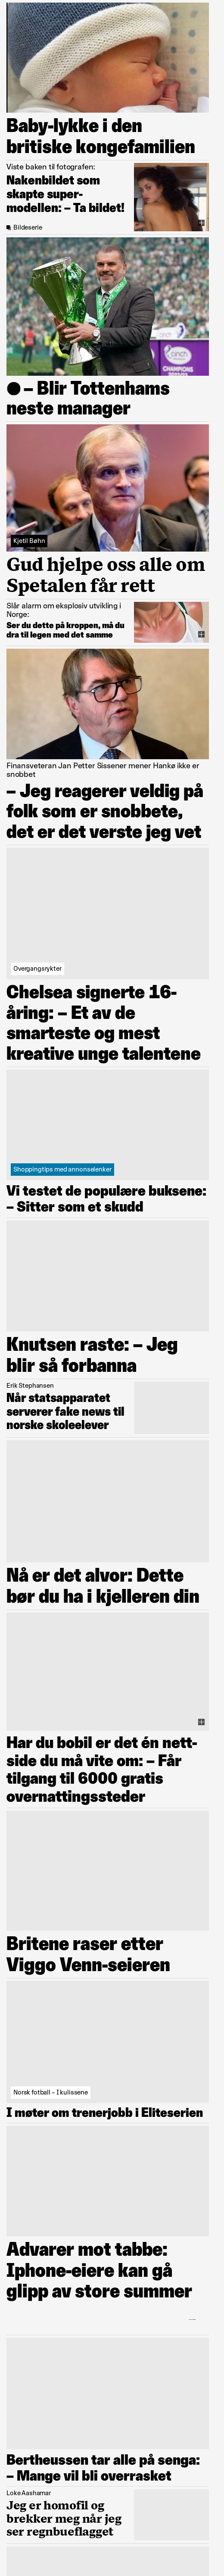 Baby-lykke i den
britiske kongefamilien
Viste baken til fotografen:
Nakenbildet som
skapte super-
modellen: – Ta bildet!
Bildeserie
cinch
CHAMPIONS
– Blir Tottenhams
neste manager
Kjetil Bøhn
Gud hjelpe oss alle om
Spetalen får rett
Slår alarm om eksplosiv utvikling i
Norge:
Ser du dette på kroppen, må du
dra til legen med det samme
Finansveteran Jan Petter Sissener mener Hankø ikke er
snobbet
– Jeg reagerer veldig på
folk som er snobbete,
det er det verste jeg vet
Overgangsrykter
Chelsea signerte 16-
åring: – Et av de
smarteste og mest
kreative unge talentene
Shoppingtips med annonselenker
Vi testet de populære buksene:
– Sitter som et skudd
Knutsen raste: – Jeg
blir så forbanna
Erik Stephansen
Når statsapparatet
serverer fake news til
norske skoleelever
Nå er det alvor: Dette
bør du ha i kjelleren din
Har du bobil er det én nett-
side du må vite om: – Får
tilgang til 6000 gratis
overnattingssteder
Britene raser etter
Viggo Venn-seieren
Norsk fotball – I kulissene
I møter om trenerjobb i Eliteserien
Advarer mot tabbe:
Iphone-eiere kan gå
glipp av store summer
Bertheussen tar alle på senga:
– Mange vil bli overrasket
Loke Aashamar
Jeg er homofil og
brekker meg når jeg
ser regnbueflagget